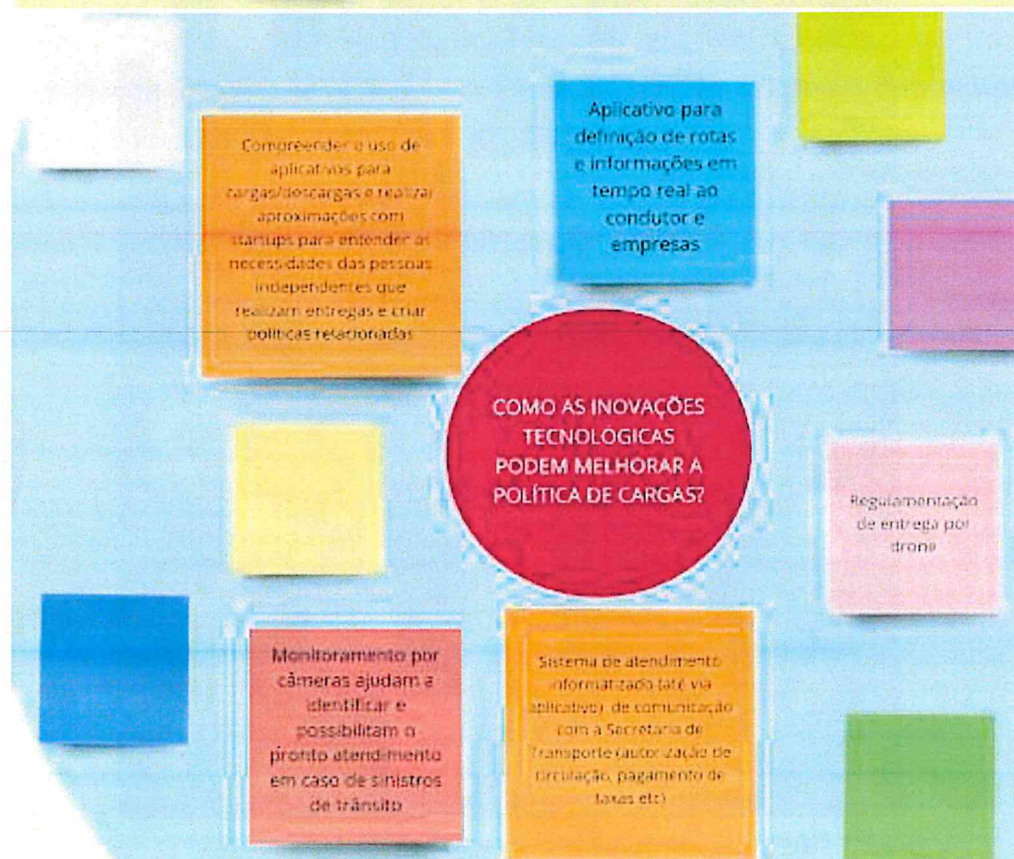 Compreender o uso de
aplicativos para
cargas/descargas e realizar
aproximações com
startups para entender as
necessidades das pessoas
independentes que
realizam entregas e criar
políticas relacionadas
Aplicativo para
definição de rotas
e informações em
tempo real ao
condutor e
empresas
COMO AS INOVAÇÕES
TECNOLÓGICAS
PODEM MELHORAR A
POLÍTICA DE CARGAS?
Regulamentação
de entrega por
drone
Monitoramento por
câmeras ajudam a
identificar e
possibilitam o
pronto atendimento
em caso de sinistros
de trânsito
Sistema de atendimento
informatizado (até via
aplicativo), de comunicação
com a Secretaria de
Transporte (autorização de
circulação, pagamento de
taxas etc)